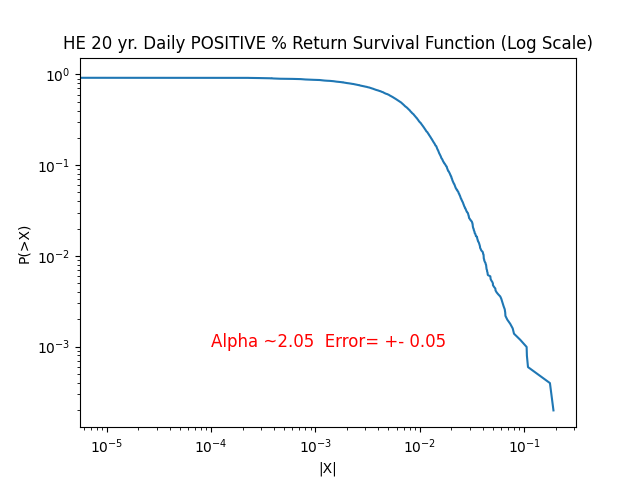 HE 20 yr. Daily POSITIVE % Return Survival Function (Log Scale)
10⁰
10⁻¹
10⁻²
10⁻³
P(>X)
Alpha ~2.05  Error= +- 0.05
10⁻⁵ 10⁻⁴ 10⁻³ 10⁻² 10⁻¹
|X|